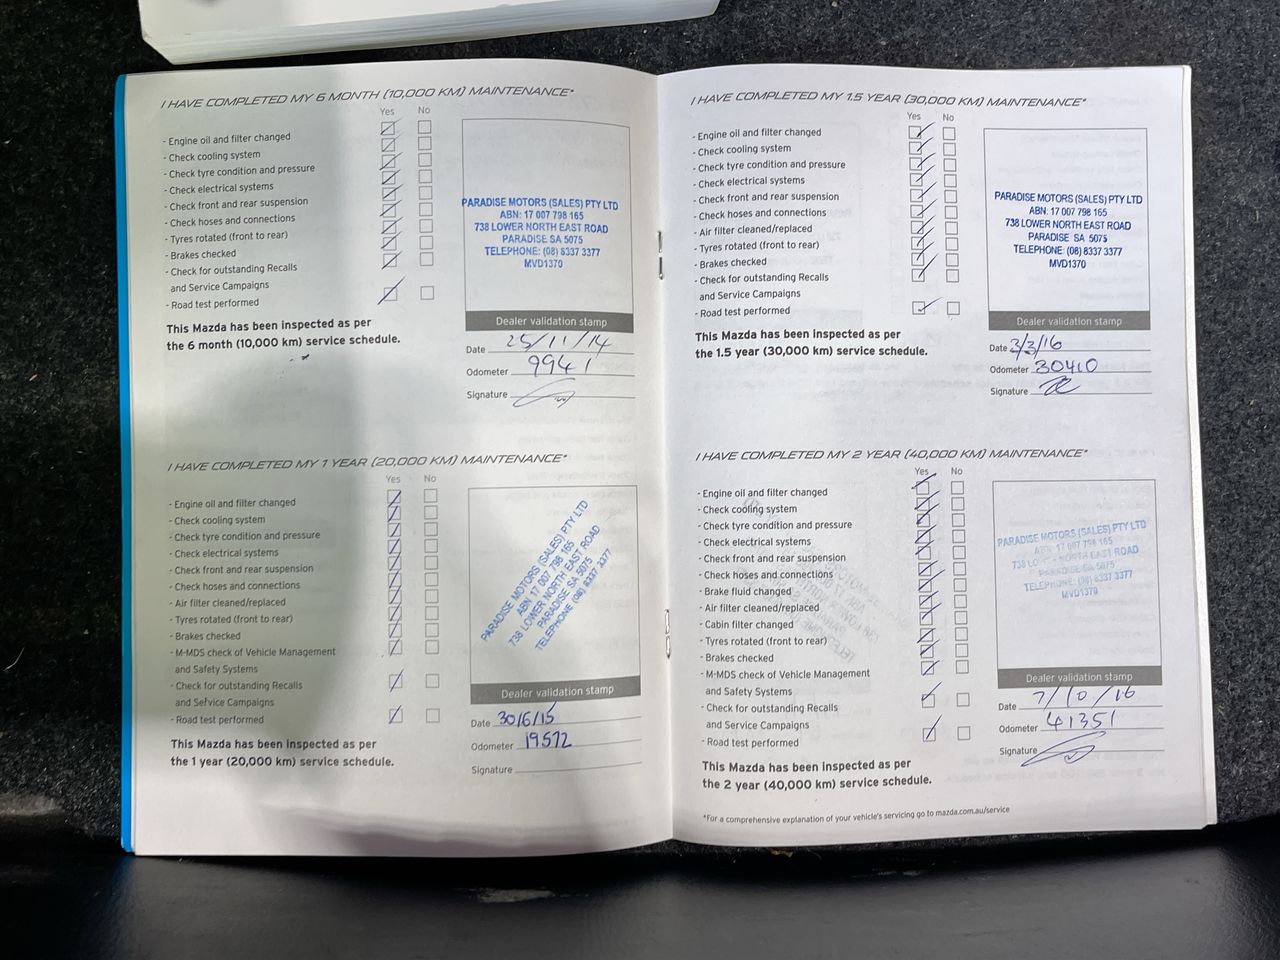 I HAVE COMPLETED MY 6 MONTH (10,000 KM) MAINTENANCE*
Yes No
- Engine oil and filter changed
- Check cooling system
- Check tyre condition and pressure
- Check electrical systems
- Check front and rear suspension
- Check hoses and connections
- Tyres rotated (front to rear)
- Brakes checked
- Check for outstanding Recalls
and Service Campaigns
- Road test performed
This Mazda has been inspected as per
the 6 month (10,000 km) service schedule.
PARADISE MOTORS (SALES) PTY LTD
ABN: 17 007 798 165
738 LOWER NORTH EAST ROAD
PARADISE SA 5075
TELEPHONE: (08) 8337 3377
MVD1370
Dealer validation stamp
Date 25/11/14
Odometer 9941
Signature
I HAVE COMPLETED MY 1 YEAR (20,000 KM) MAINTENANCE*
Yes No
- Engine oil and filter changed
- Check cooling system
- Check tyre condition and pressure
- Check electrical systems
- Check front and rear suspension
- Check hoses and connections
- Air filter cleaned/replaced
- Tyres rotated (front to rear)
- Brakes checked
- M-MDS check of Vehicle Management
and Safety Systems
- Check for outstanding Recalls
and Service Campaigns
- Road test performed
This Mazda has been inspected as per
the 1 year (20,000 km) service schedule.
PARADISE MOTORS (SALES) PTY LTD
ABN 17 007 798 165
738 LOWER NORTH EAST ROAD
PARADISE SA 5075
TELEPHONE (08) 8337 3377
Dealer validation stamp
Date 30/6/15
Odometer 19572
Signature
I HAVE COMPLETED MY 1.5 YEAR (30,000 KM) MAINTENANCE*
Yes No
- Engine oil and filter changed
- Check cooling system
- Check tyre condition and pressure
- Check electrical systems
- Check front and rear suspension
- Check hoses and connections
- Air filter cleaned/replaced
- Tyres rotated (front to rear)
- Brakes checked
- Check for outstanding Recalls
and Service Campaigns
- Road test performed
This Mazda has been inspected as per
the 1.5 year (30,000 km) service schedule.
PARADISE MOTORS (SALES) PTY LTD
ABN: 17 007 798 165
738 LOWER NORTH EAST ROAD
PARADISE SA 5075
TELEPHONE: (08) 8337 3377
MVD1370
Dealer validation stamp
Date 3/3/16
Odometer 30410
Signature
I HAVE COMPLETED MY 2 YEAR (40,000 KM) MAINTENANCE*
Yes No
- Engine oil and filter changed
- Check cooling system
- Check tyre condition and pressure
- Check electrical systems
- Check front and rear suspension
- Check hoses and connections
- Brake fluid changed
- Air filter cleaned/replaced
- Cabin filter changed
- Tyres rotated (front to rear)
- Brakes checked
- M-MDS check of Vehicle Management
and Safety Systems
- Check for outstanding Recalls
and Service Campaigns
- Road test performed
This Mazda has been inspected as per
the 2 year (40,000 km) service schedule.
PARADISE MOTORS (SALES) PTY LTD
ABN 17 007 798 165
738 NORTH EAST ROAD
PARADISE SA 5075
TELEPHONE: (08) 8337 3377
MVD1370
Dealer validation stamp
Date 7/10/16
Odometer 41351
Signature
*For a comprehensive explanation of your vehicle's servicing go to mazda.com.au/service